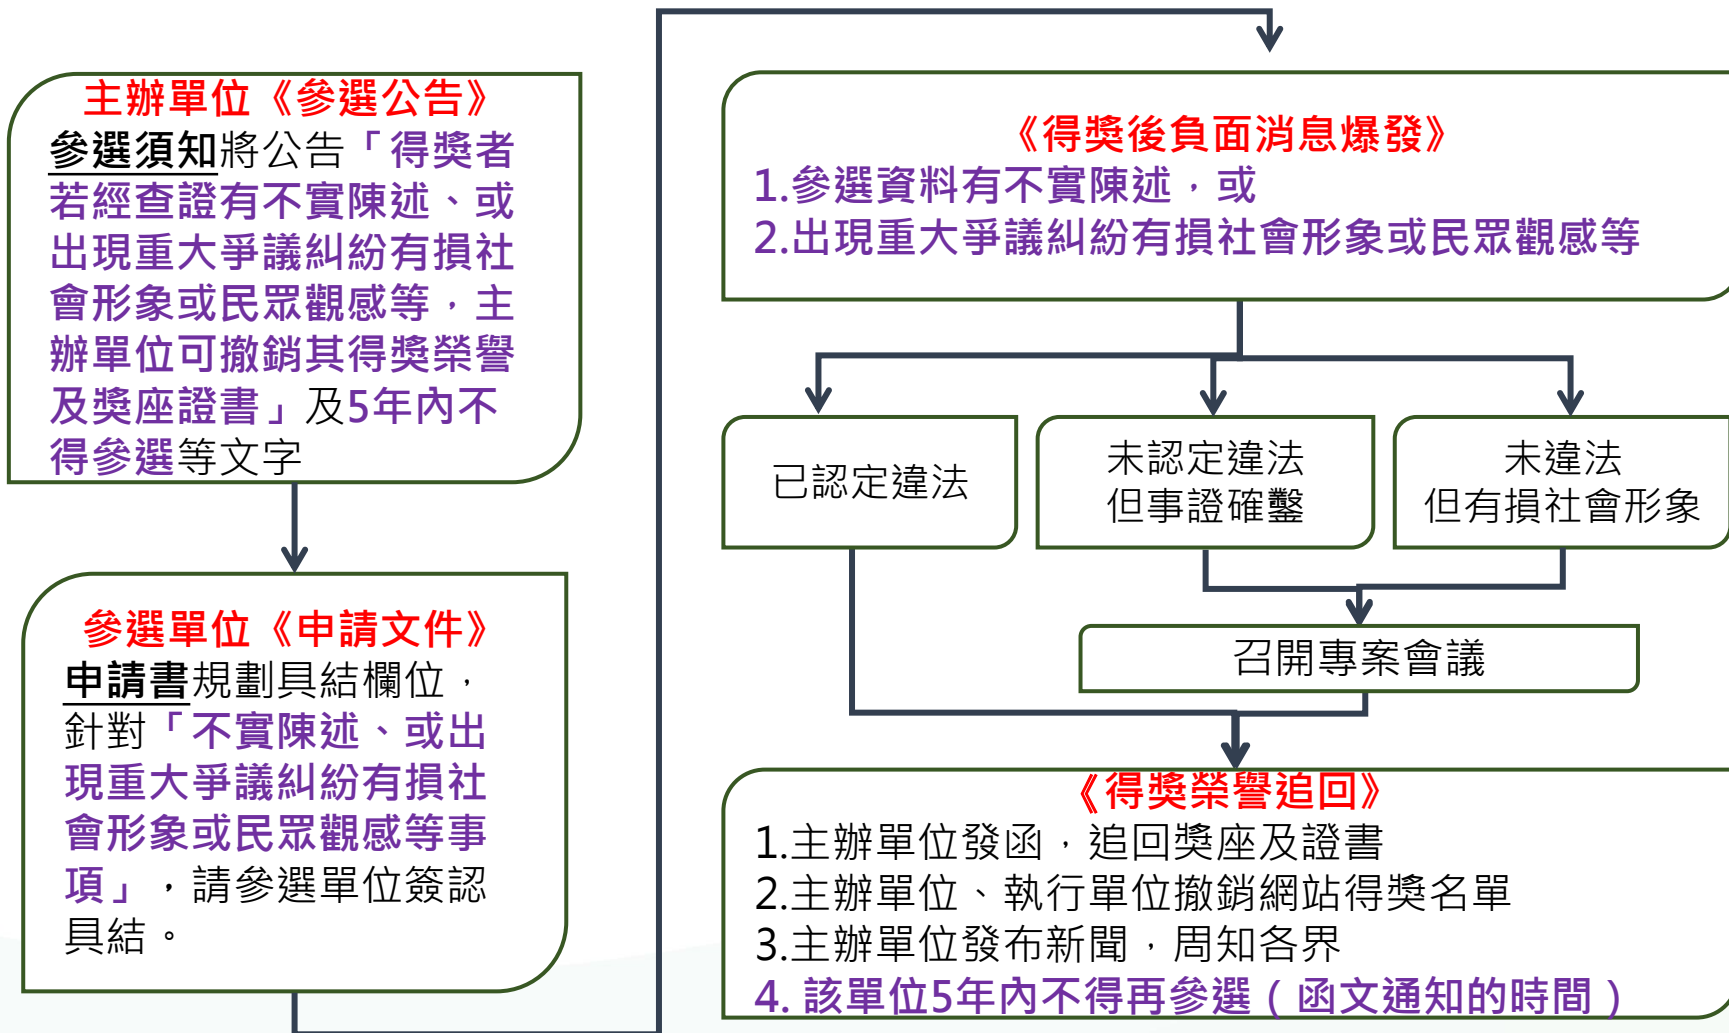 主辦單位《參選公告》
參選須知將公告「得獎者
若經查證有不實陳述、或
出現重大爭議糾紛有損社
會形象或民眾觀感等，主
辦單位可撤銷其得獎榮譽
及獎座證書」及5年內不
得參選等文字
參選單位《申請文件》
申請書規劃具結欄位，
針對「不實陳述、或出
現重大爭議糾紛有損社
會形象或民眾觀感等事
項」，請參選單位簽認
具結。
《得獎後負面消息爆發》
1.參選資料有不實陳述，或
2.出現重大爭議糾紛有損社會形象或民眾觀感等
已認定違法
未認定違法
但事證確鑿
未違法
但有損社會形象
召開專案會議
《得獎榮譽追回》
1.主辦單位發函，追回獎座及證書
2.主辦單位、執行單位撤銷網站得獎名單
3.主辦單位發布新聞，周知各界
4. 該單位5年內不得再參選（函文通知的時間）